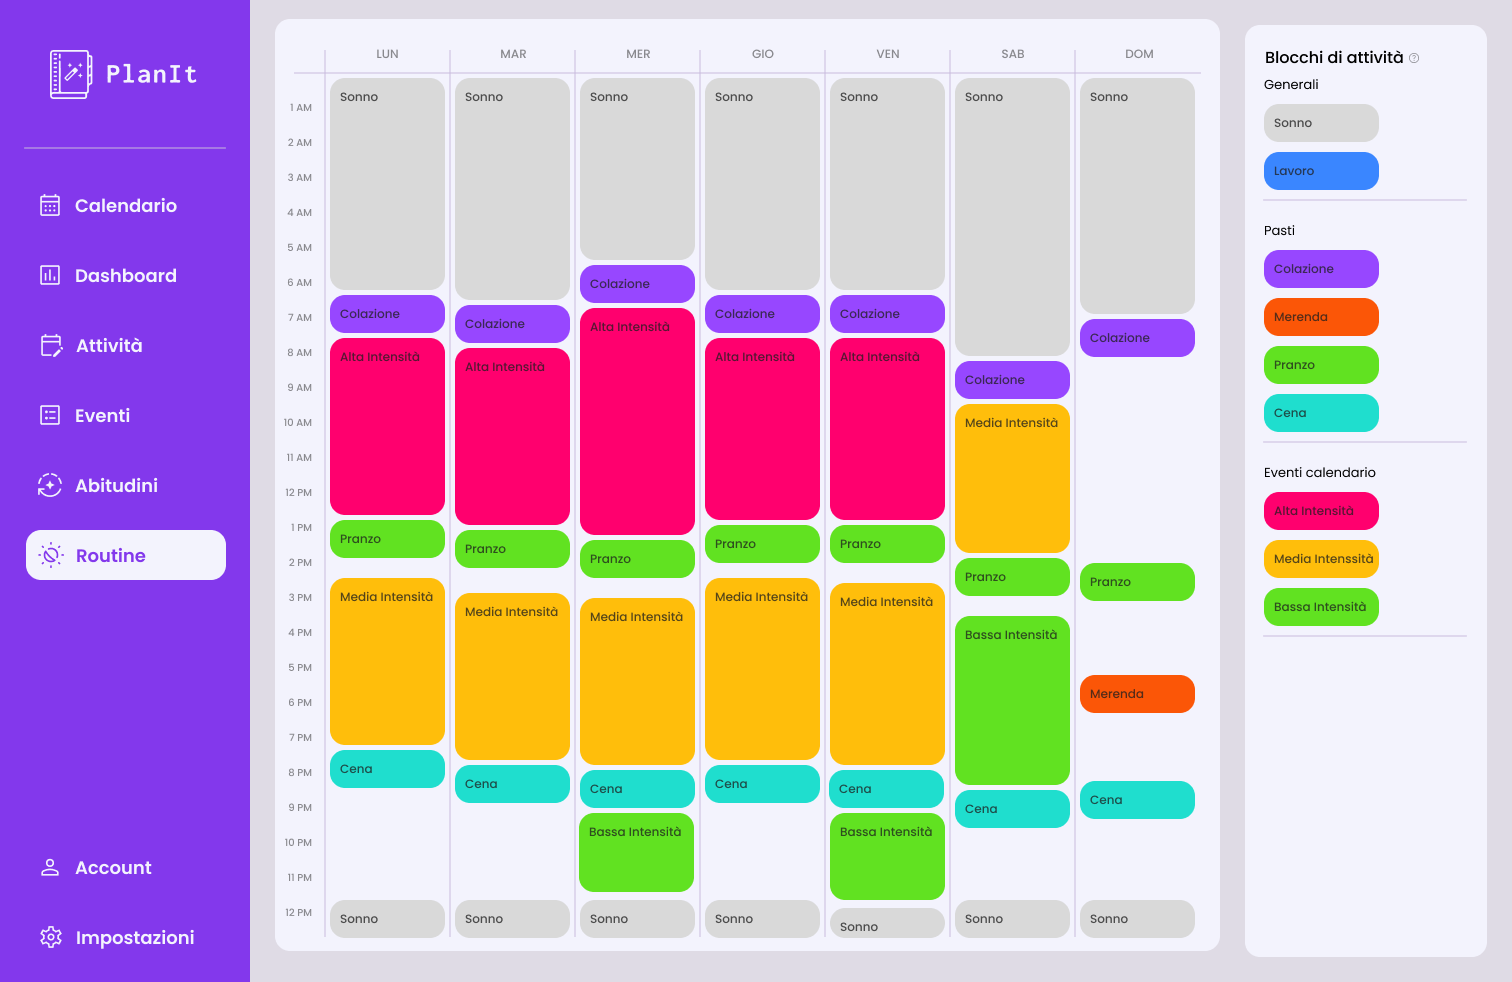 PlanIt
Calendario
Dashboard
Attività
Eventi
Abitudini
Routine
Account
Impostazioni
LUN MAR MER GIO VEN SAB DOM
Sonno Sonno Sonno Sonno Sonno Sonno Sonno
1 AM
2 AM
3 AM
4 AM
5 AM
6 AM
Colazione
7 AM
Colazione Colazione Colazione Colazione
Alta Intensità
Colazione
8 AM
Alta Intensità Alta Intensità Alta Intensità Alta Intensità
9 AM
Colazione
10 AM
Media Intensità
11 AM
12 PM
1 PM
Pranzo Pranzo Pranzo Pranzo Pranzo
2 PM
Pranzo Pranzo
3 PM
Media Intensità Media Intensità Media Intensità Media Intensità Media Intensità
4 PM
Bassa Intensità
5 PM
6 PM
Merenda
7 PM
8 PM
Cena Cena Cena Cena Cena
9 PM
Cena Cena
10 PM
Bassa Intensità Bassa Intensità
11 PM
12 PM
Sonno Sonno Sonno Sonno Sonno Sonno Sonno
Blocchi di attività ?
Generali
Sonno
Lavoro
Pasti
Colazione
Merenda
Pranzo
Cena
Eventi calendario
Alta Intensità
Media Intenssità
Bassa Intensità